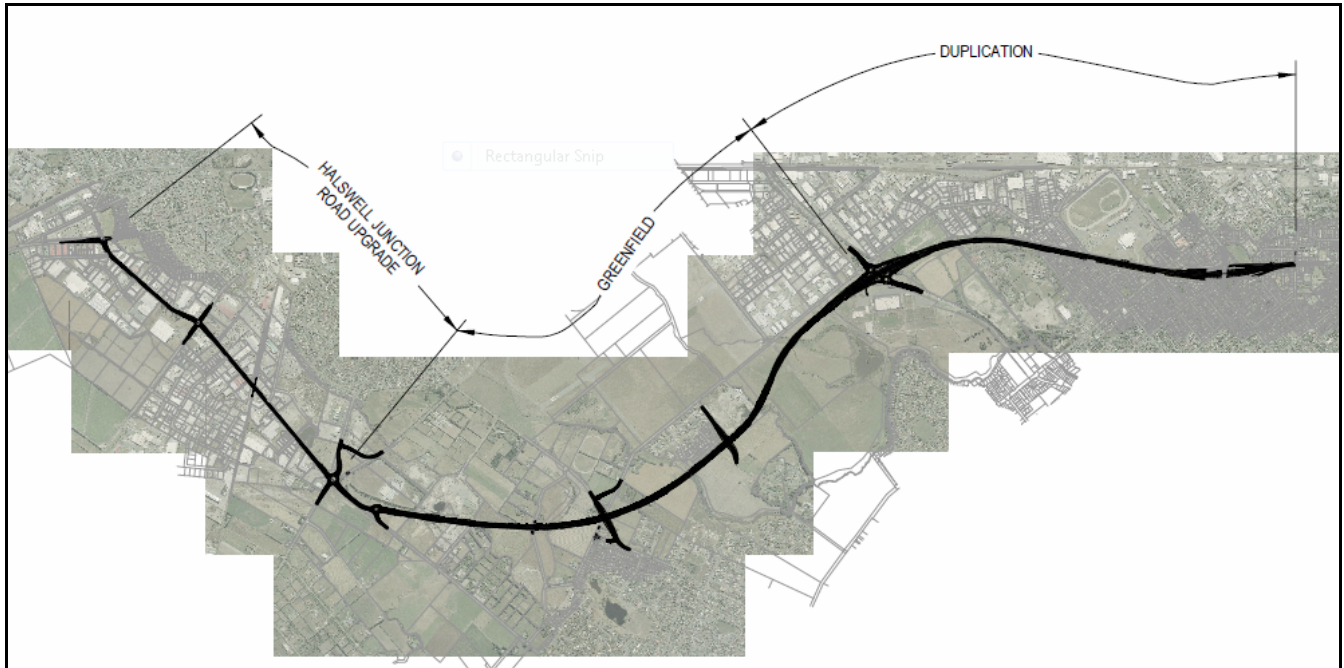 DUPLICATION
HALSWELL JUNCTION
ROAD UPGRADE
GREENFIELD
Rectangular Snip